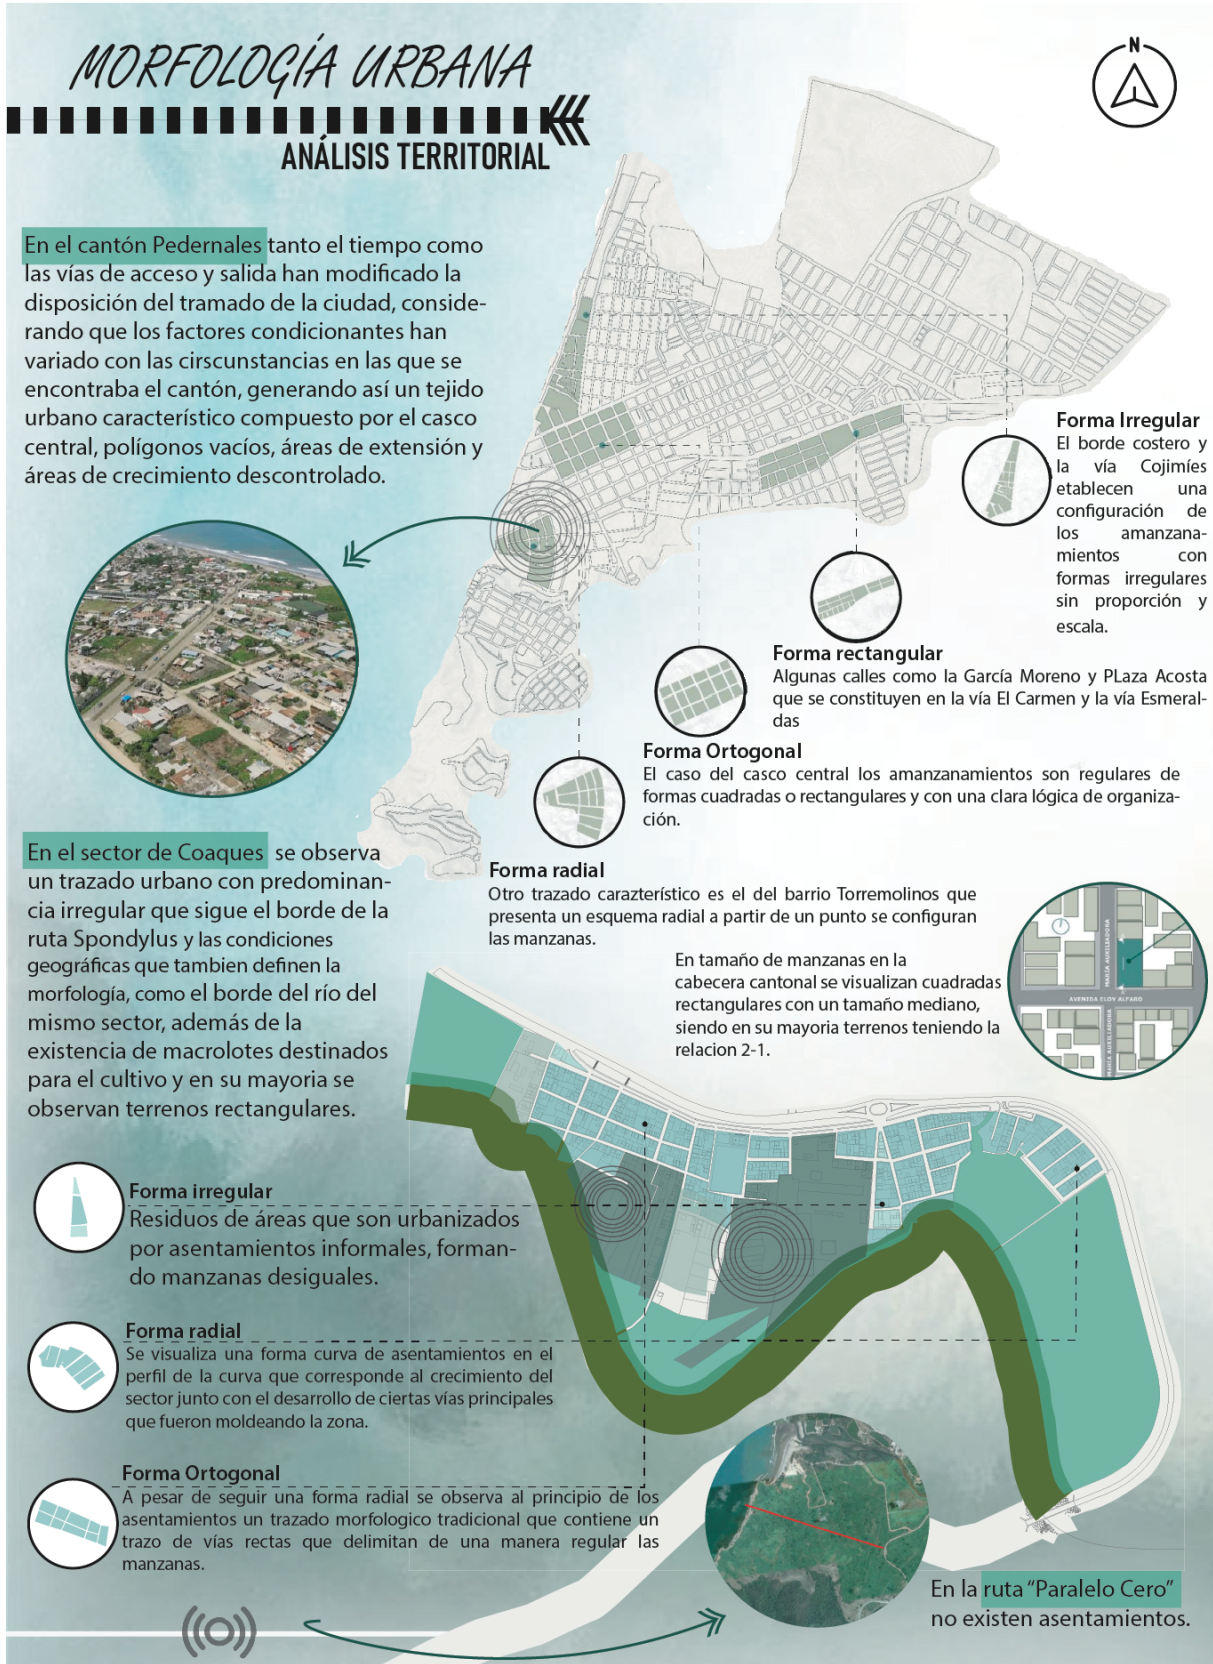 MORFOLOGÍA URBANA
ANÁLISIS TERRITORIAL
N
En el cantón Pedernales tanto el tiempo como
las vías de acceso y salida han modificado la
disposición del tramado de la ciudad, conside-
rando que los factores condicionantes han
variado con las cirscunstancias en las que se
encontraba el cantón, generando así un tejido
urbano característico compuesto por el casco
central, polígonos vacíos, áreas de extensión y
áreas de crecimiento descontrolado.
Forma Irregular
El borde costero y
la vía Cojimíes
etablecen una
configuración de
los amanzana-
mientos con
formas irregulares
sin proporción y
escala.
Forma rectangular
Algunas calles como la García Moreno y PLaza Acosta
que se constituyen en la vía El Carmen y la vía Esmeral-
das
Forma Ortogonal
El caso del casco central los amanzanamientos son regulares de
formas cuadradas o rectangulares y con una clara lógica de organiza-
ción.
Forma radial
Otro trazado carazterístico es el del barrio Torremolinos que
presenta un esquema radial a partir de un punto se configuran
las manzanas.
En tamaño de manzanas en la
cabecera cantonal se visualizan cuadradas
rectangulares con un tamaño mediano,
siendo en su mayoria terrenos teniendo la
relacion 2-1.
MARÍA AUXILIADORA
AVENIDA ELOY ALFARO
MARÍA AUXILIADORA
En el sector de Coaques se observa
un trazado urbano con predominan-
cia irregular que sigue el borde de la
ruta Spondylus y las condiciones
geográficas que tambien definen la
morfología, como el borde del río del
mismo sector, además de la
existencia de macrolotes destinados
para el cultivo y en su mayoria se
observan terrenos rectangulares.
Forma irregular
Residuos de áreas que son urbanizados
por asentamientos informales, forman-
do manzanas desiguales.
Forma radial
Se visualiza una forma curva de asentamientos en el
perfil de la curva que corresponde al crecimiento del
sector junto con el desarrollo de ciertas vías principales
que fueron moldeando la zona.
Forma Ortogonal
A pesar de seguir una forma radial se observa al principio de los
asentamientos un trazado morfologico tradicional que contiene un
trazo de vías rectas que delimitan de una manera regular las
manzanas.
En la ruta “Paralelo Cero”
no existen asentamientos.